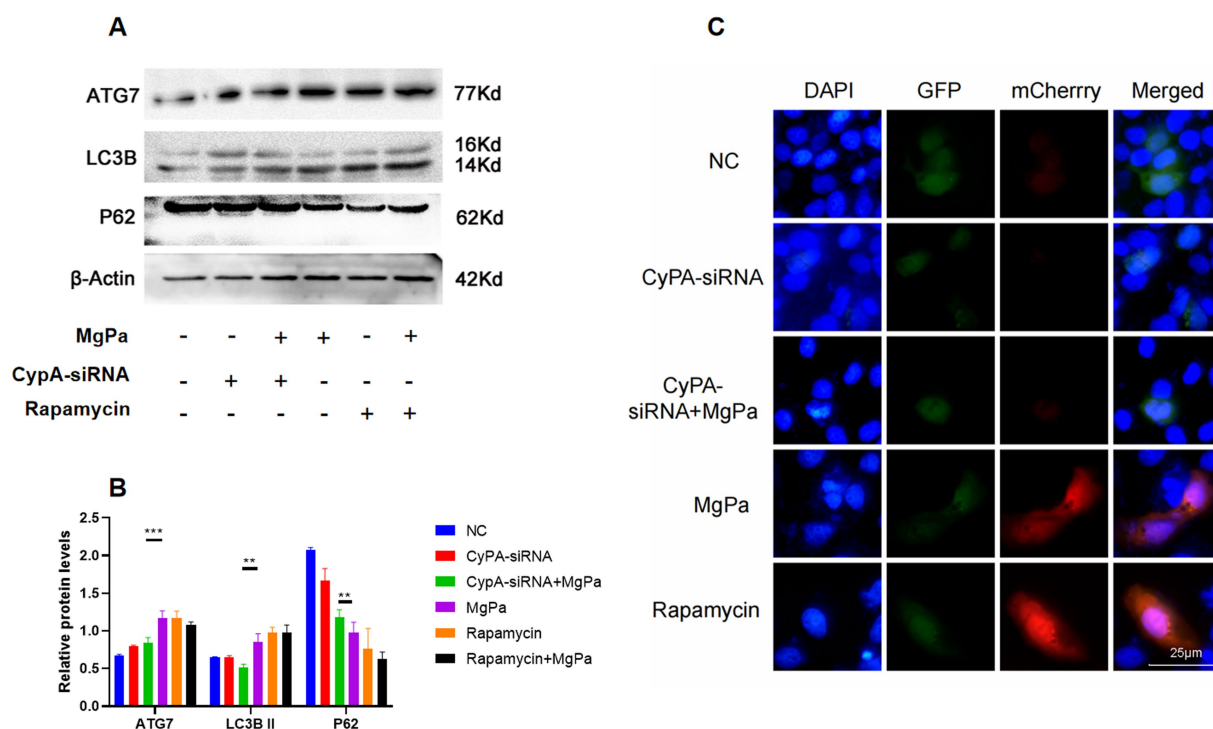 A
ATG7
77Kd
LC3B
16Kd
14Kd
P62
62Kd
β-Actin
42Kd
MgPa - - + + - +
CypA-siRNA - + + - - -
Rapamycin - - - - + +
B
Relative protein levels
2.5
2.0
1.5
1.0
0.5
0.0
***
**
**
ATG7 LC3B II P62
NC
CyPA-siRNA
CypA-siRNA+MgPa
MgPa
Rapamycin
Rapamycin+MgPa
C
DAPI GFP mCherrry Merged
NC
CyPA-siRNA
CyPA-
siRNA+MgPa
MgPa
Rapamycin
25μm